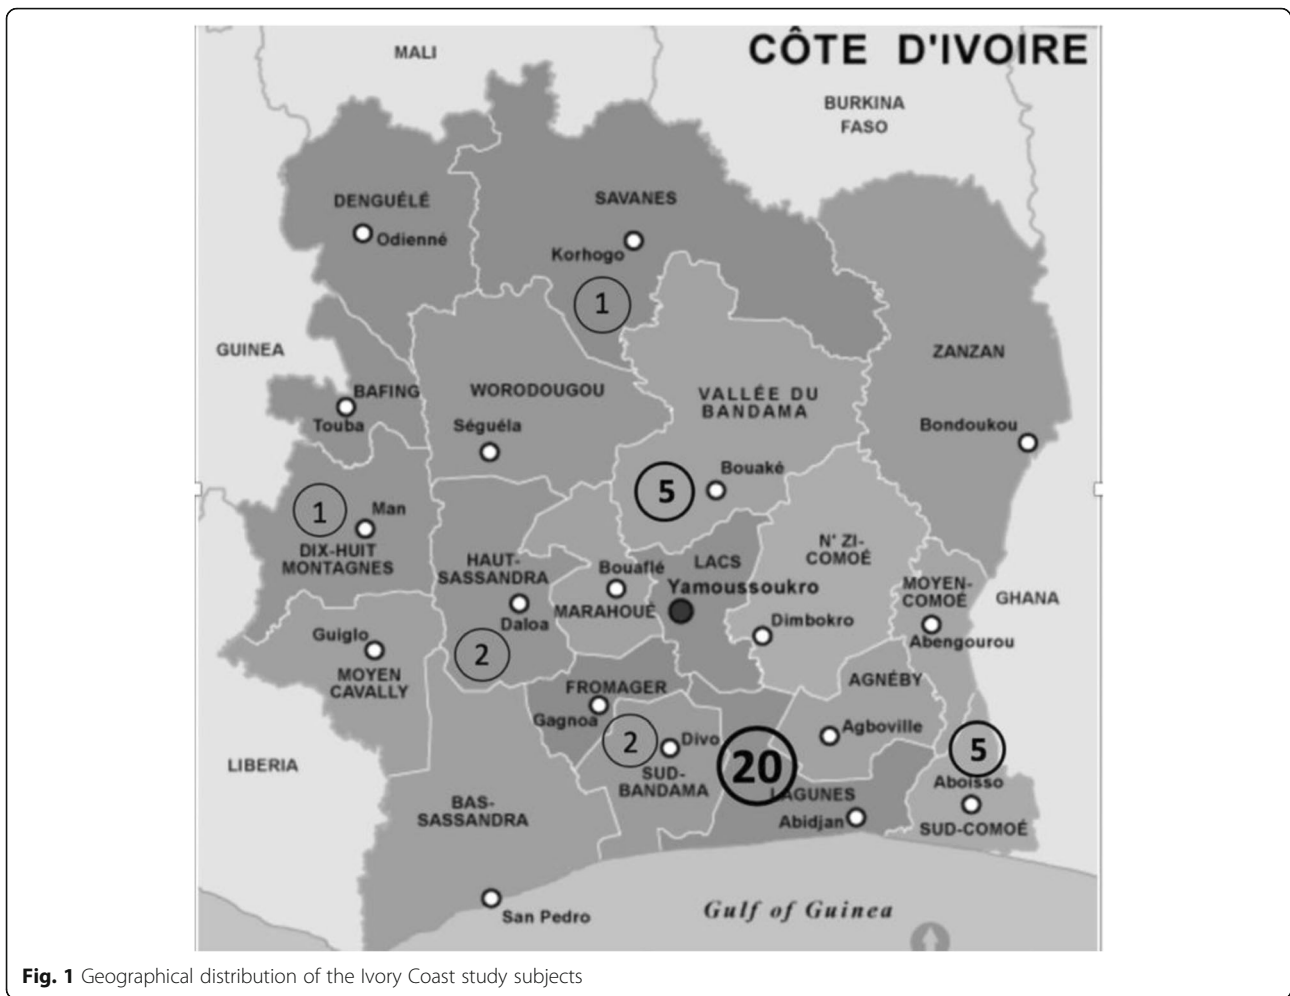 CÔTE D'IVOIRE
MALI
BURKINA
FASO
DENGUÉLÉ
Odienné
SAVANES
Korhogo
1
GUINEA
ZANZAN
BAFING
Touba
WORODOUGOU
Séguéla
VALLÉE DU
BANDAMA
Bondoukou
Bouaké
5
1
Man
DIX-HUIT
MONTAGNES
HAUT-
SASSANDRA
Daloa
2
Bouaflé
MARAHOUÉ
LACS
Yamoussoukro
N' ZI-
COMOÉ
Dimbokro
MOYEN-
COMOÉ
Abengourou
GHANA
Guiglo
MOYEN
CAVALLY
FROMAGER
Gagnoa
2
Divo
SUD-
BANDAMA
20
LAGUNES
Abidjan
AGNÉBY
Agboville
5
Aboisso
SUD-COMOÉ
LIBERIA
BAS-
SASSANDRA
San Pedro
Gulf of Guinea
Fig. 1 Geographical distribution of the Ivory Coast study subjects